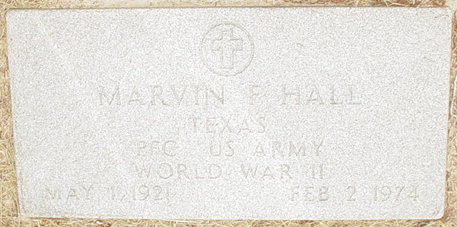 MARVIN F HALL
TEXAS
PFC US ARMY
WORLD WAR II
MAY 1, 1921 FEB 2 1974